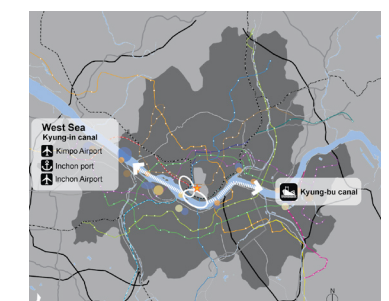 West Sea
Kyung-in canal
Kimpo Airport
Inchon port
Inchon Airport
Kyung-bu canal
N